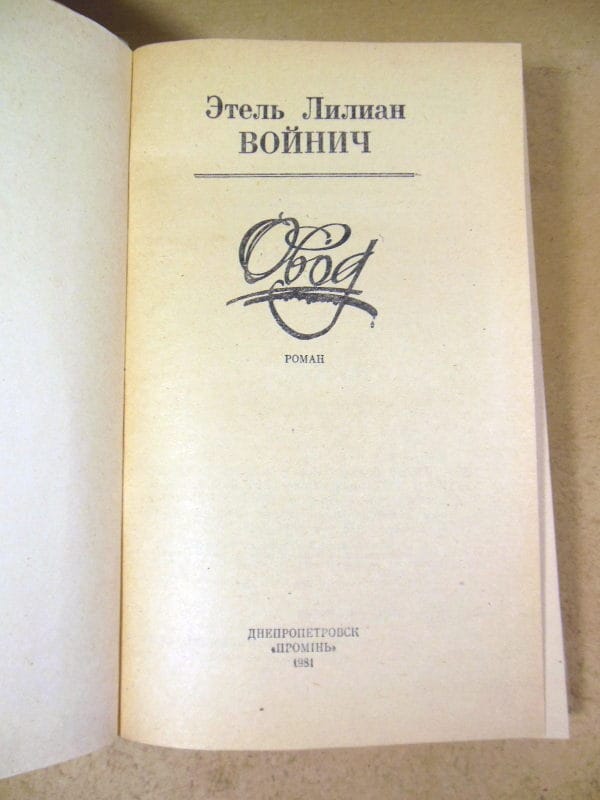 Этель Лилиан
ВОЙНИЧ
Овод
РОМАН
ДНЕПРОПЕТРОВСК
«ПРОМІНЬ»
1981